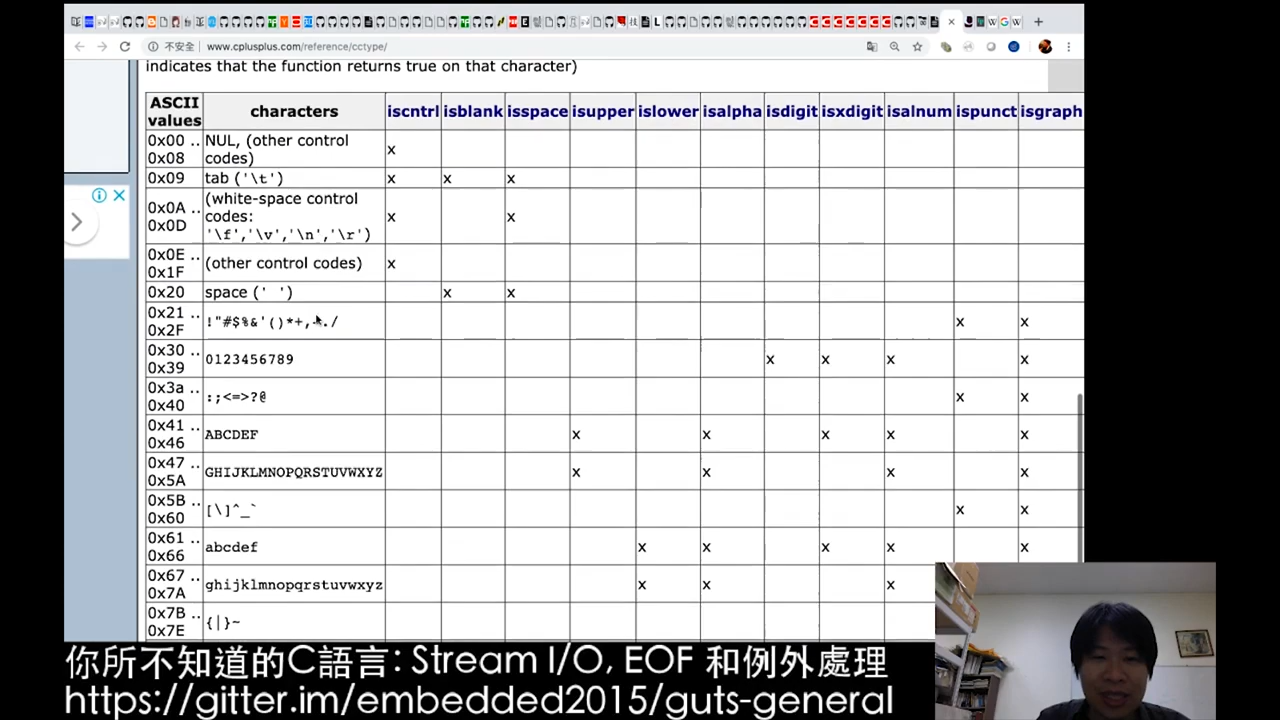 不安全 www.cplusplus.com/reference/cctype/
indicates that the function returns true on that character)
ASCII values characters iscntrl isblank isspace isupper islower isalpha isdigit isxdigit isalnum ispunct isgraph
0x00 .. 0x08 NUL, (other control codes) x
0x09 tab ('\t') x x x
0x0A .. 0x0D (white-space control codes: '\f','\v','\n','\r') x x
0x0E .. 0x1F (other control codes) x
0x20 space (' ') x x
0x21 .. 0x2F !"#$%&'()*+,-./ x x
0x30 .. 0x39 0123456789 x x x x
0x3a .. 0x40 :;<=>?@ x x
0x41 .. 0x46 ABCDEF x x x x x
0x47 .. 0x5A GHIJKLMNOPQRSTUVWXYZ x x x x
0x5B .. 0x60 [\]^_` x x
0x61 .. 0x66 abcdef x x x x x
0x67 .. 0x7A ghijklmnopqrstuvwxyz x x x
0x7B .. 0x7E {|}~
你所不知道的C語言: Stream I/O, EOF 和例外處理
https://gitter.im/embedded2015/guts-general